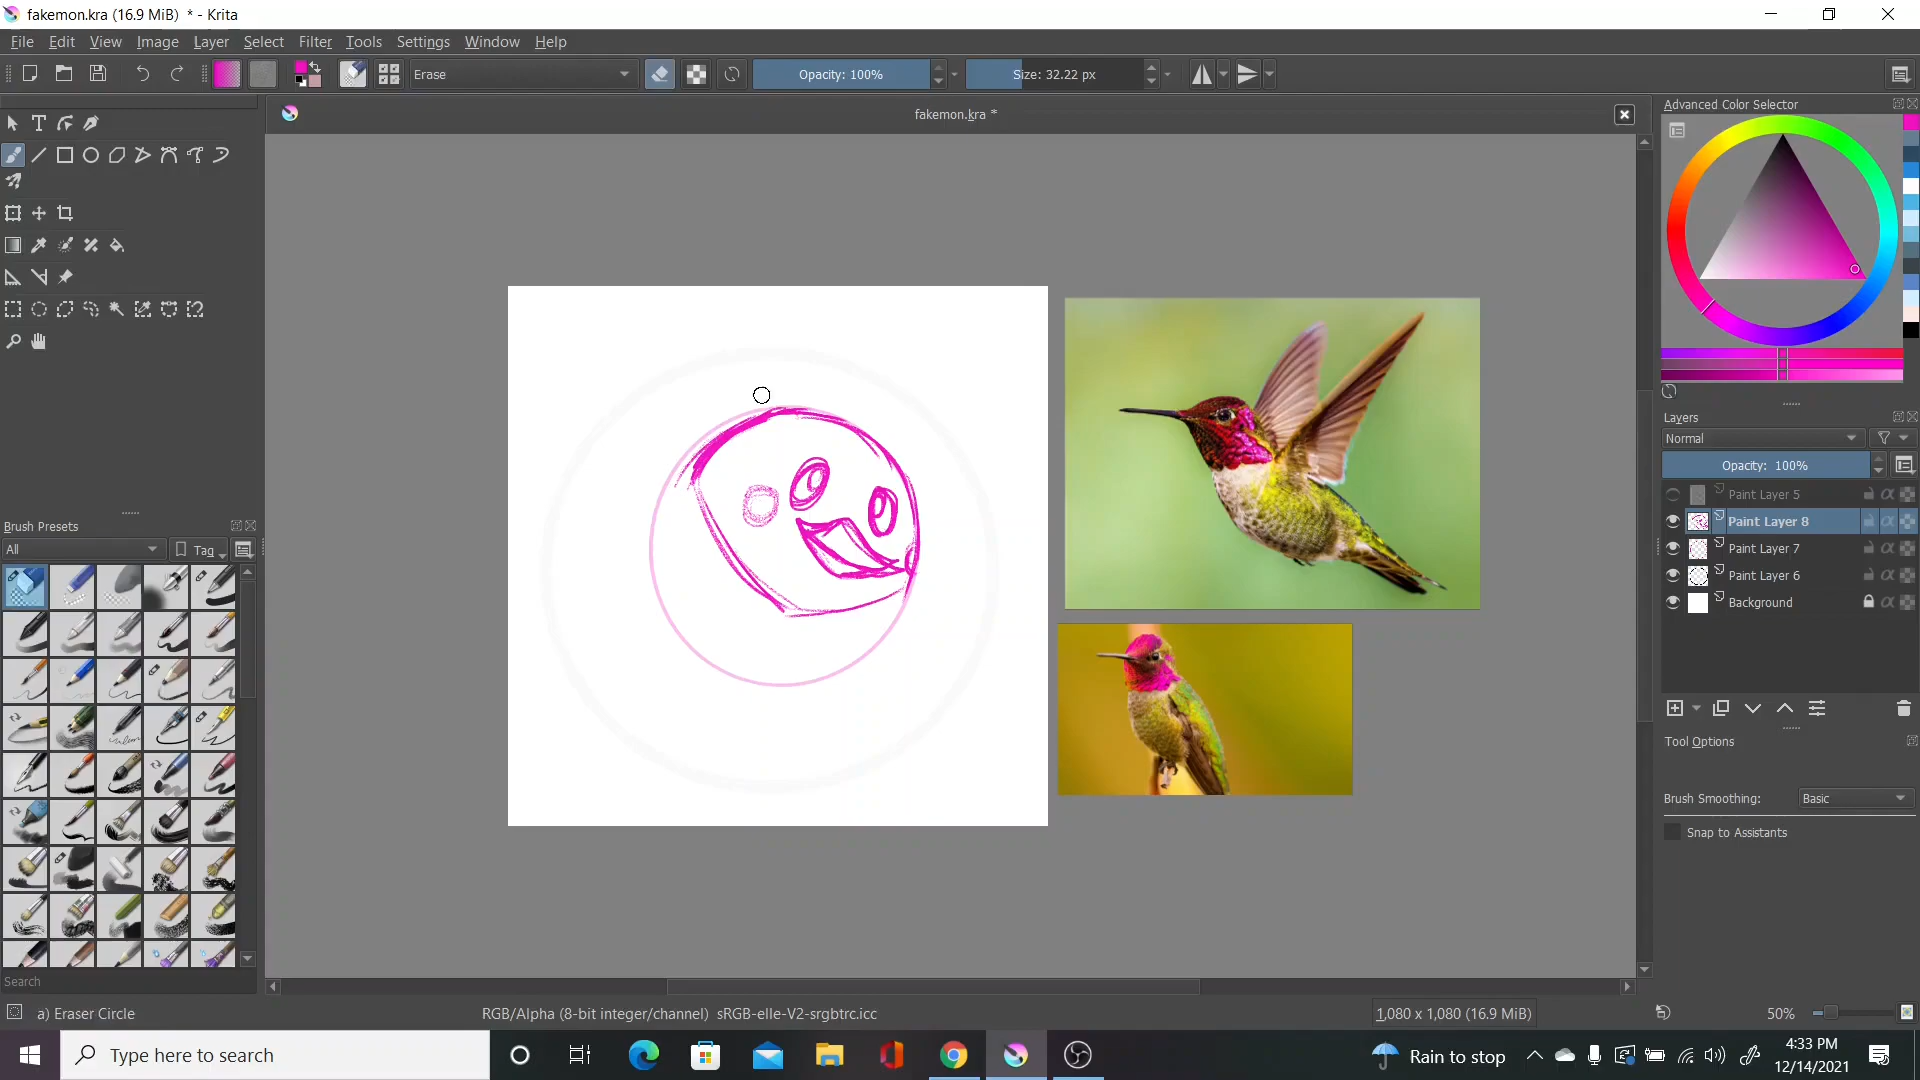 fakemon.kra (16.9 MiB)  * - Krita
File Edit View Image Layer Select Filter Tools Settings Window Help
Erase Opacity: 100% Size: 32.22 px
fakemon.kra *
Advanced Color Selector
Layers
Normal
Opacity: 100%
Paint Layer 5
Paint Layer 8
Paint Layer 7
Paint Layer 6
Background
Tool Options
Brush Smoothing: Basic
Snap to Assistants
Brush Presets
All Tag
Search
a) Eraser Circle RGB/Alpha (8-bit integer/channel)  sRGB-elle-V2-srgbtrc.icc 1,080 x 1,080 (16.9 MiB) 50%
Type here to search Rain to stop 4:33 PM
12/14/2021